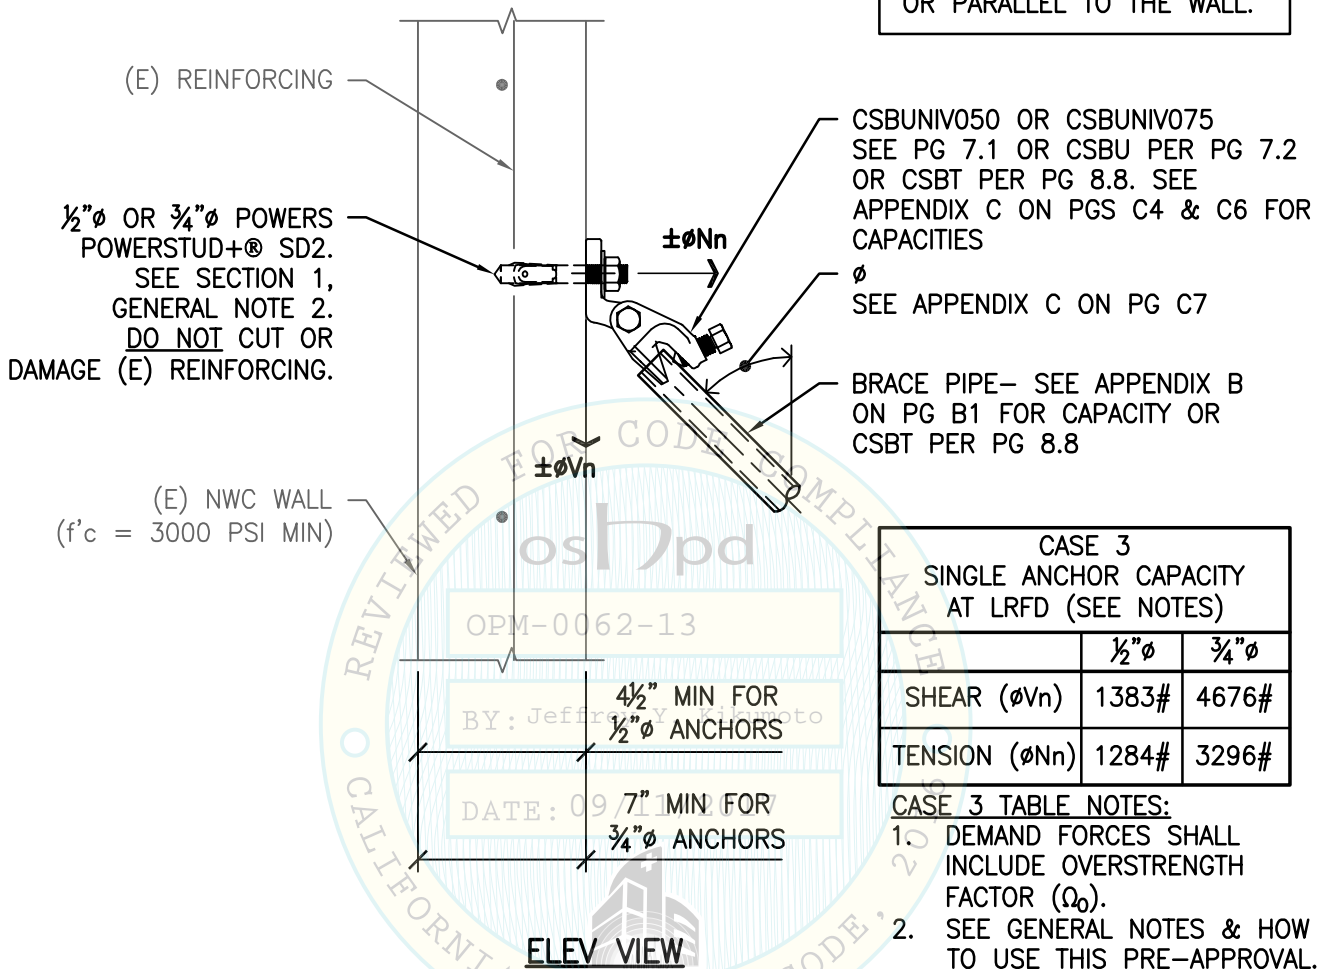 OR PARALLEL TO THE WALL.
(E) REINFORCING
CSBUNIV050 OR CSBUNIV075
SEE PG 7.1 OR CSBU PER PG 7.2
OR CSBT PER PG 8.8. SEE
APPENDIX C ON PGS C4 & C6 FOR
CAPACITIES
½"ø OR ¾"ø POWERS
POWERSTUD+® SD2.
SEE SECTION 1,
GENERAL NOTE 2.
DO NOT CUT OR
DAMAGE (E) REINFORCING.
±øNn
ø
SEE APPENDIX C ON PG C7
BRACE PIPE– SEE APPENDIX B
ON PG B1 FOR CAPACITY OR
CSBT PER PG 8.8
±øVn
(E) NWC WALL
(f'c = 3000 PSI MIN)
REVIEWED FOR CODE COMPLIANCE
oshpd
OPM-0062-13
BY: Jeffrey Y. Kikumoto
DATE: 09/11/2017
CALIFORNIA
CODE, 2016
4½" MIN FOR
½"ø ANCHORS
7" MIN FOR
¾"ø ANCHORS
CASE 3
SINGLE ANCHOR CAPACITY
AT LRFD (SEE NOTES)
½"ø ¾"ø
SHEAR (øVn) 1383# 4676#
TENSION (øNn) 1284# 3296#
CASE 3 TABLE NOTES:
1. DEMAND FORCES SHALL
INCLUDE OVERSTRENGTH
FACTOR (Ω₀).
2. SEE GENERAL NOTES & HOW
TO USE THIS PRE–APPROVAL.
ELEV VIEW